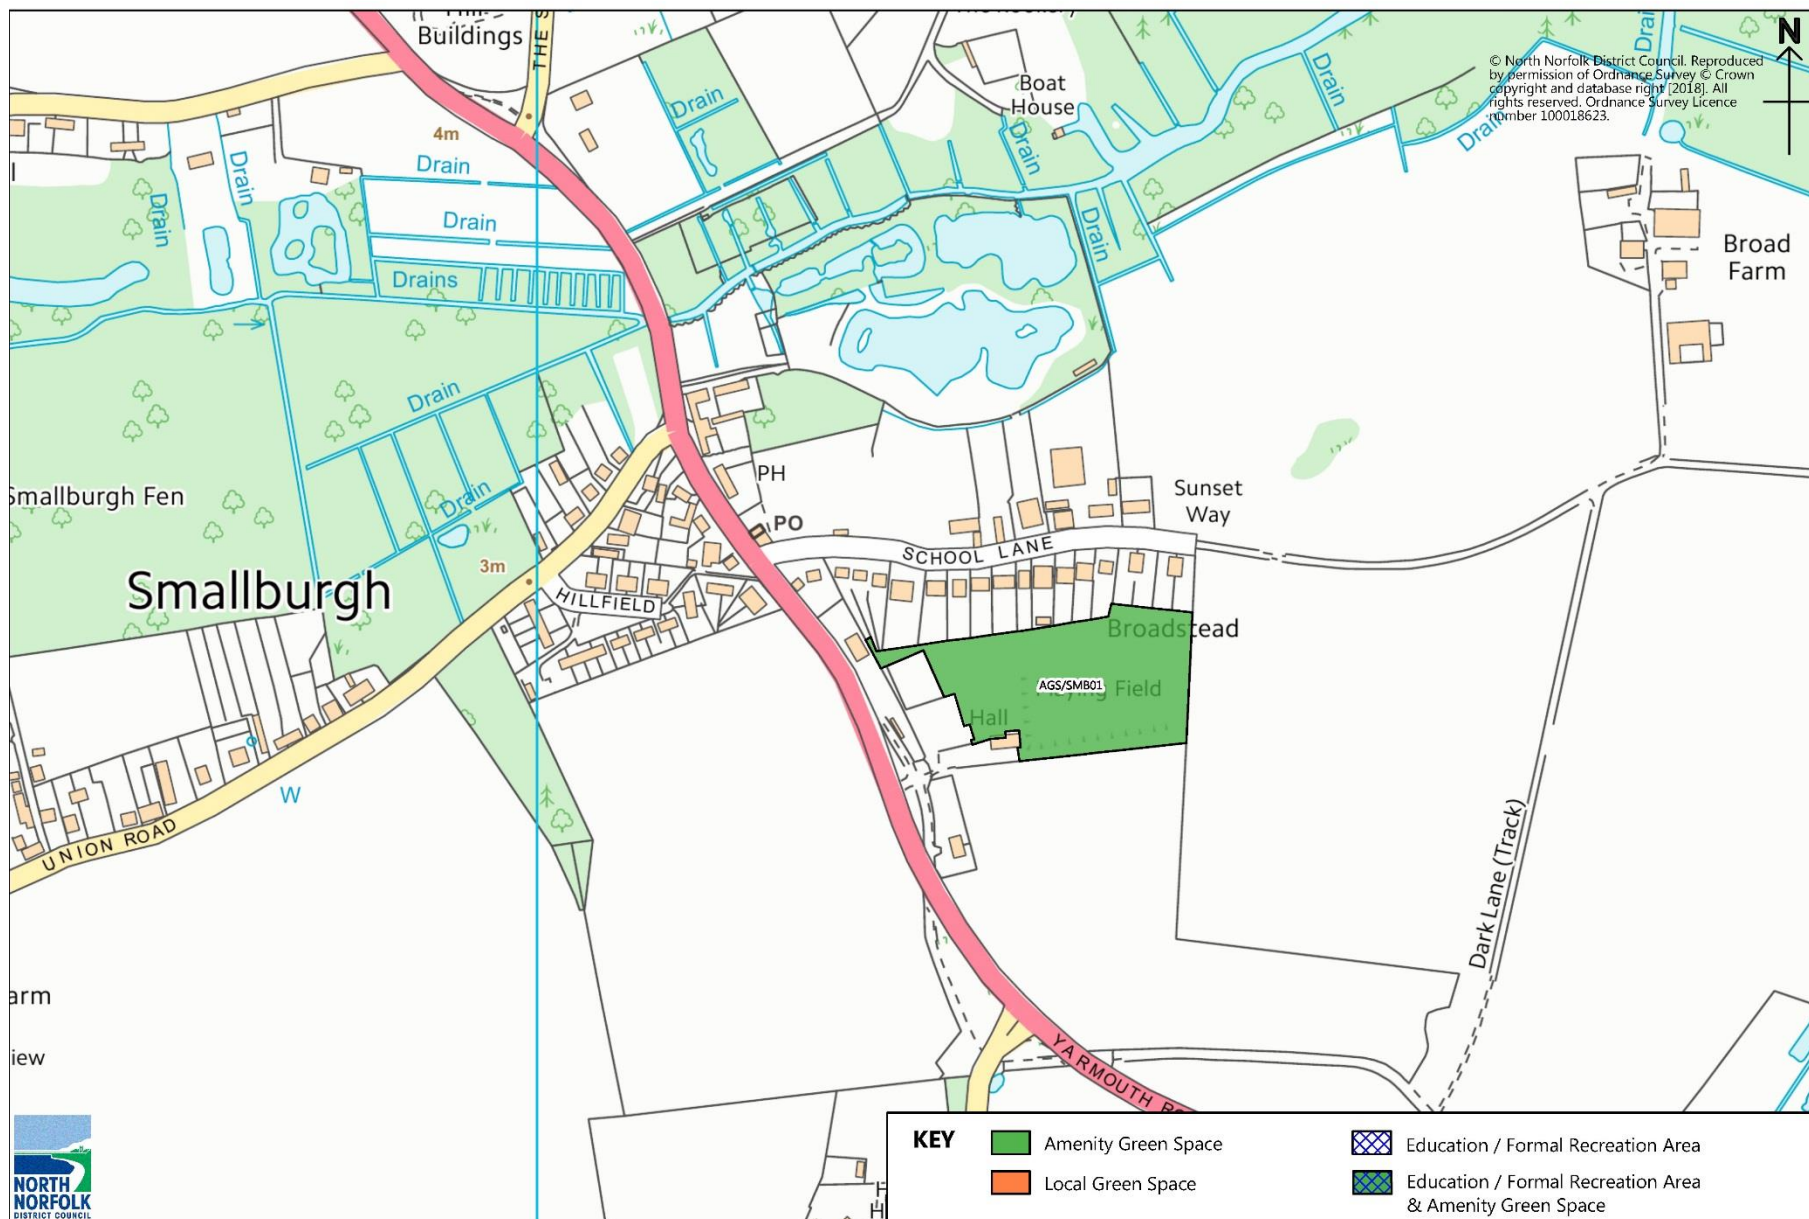 Buildings
THE S
N
© North Norfolk District Council. Reproduced
by permission of Ordnance Survey © Crown
copyright and database right [2018]. All
rights reserved. Ordnance Survey Licence
number 100018623.
Drain
Boat
House
Drain
Drain
Drain
Drain
4m
Drain
Drain
Drain
Drain
Drain
Drain
Drains
Broad
Farm
Drain
Drain
PH
Smallburgh Fen
Sunset
Way
PO
SCHOOL LANE
3m
Smallburgh
HILLFIELD
Broadstead
AGS/SMB01
Playing Field
Hall
W
UNION ROAD
Dark Lane (Track)
arm
iew
YARMOUTH R
NORTH
NORFOLK
DISTRICT COUNCIL
KEY
Amenity Green Space
Local Green Space
Education / Formal Recreation Area
Education / Formal Recreation Area
& Amenity Green Space